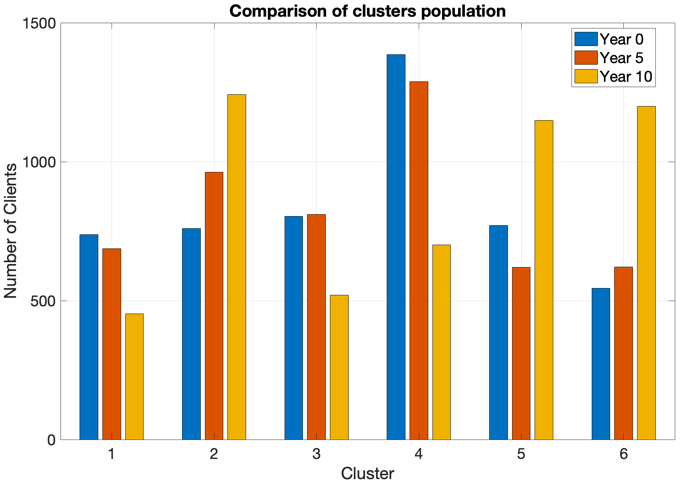 Comparison of clusters population
1500
1000
500
0
Number of Clients
Year 0
Year 5
Year 10
1 2 3 4 5 6
Cluster